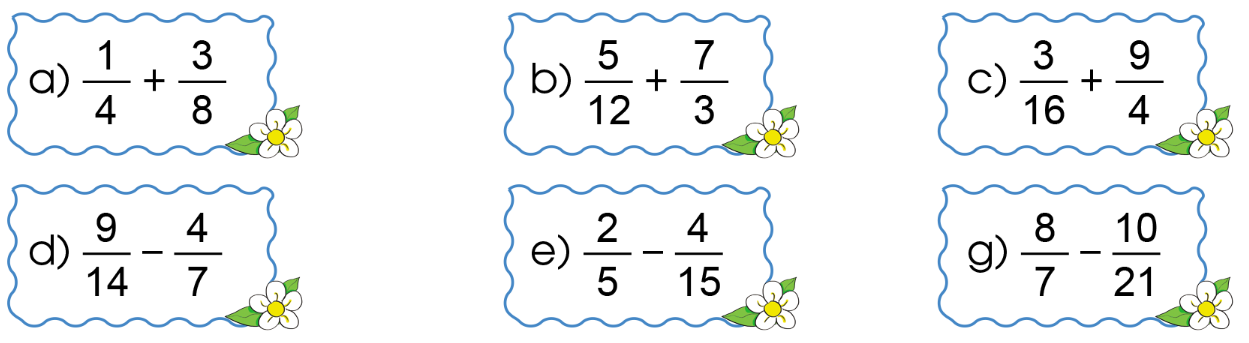 a) 1/4 + 3/8
b) 5/12 + 7/3
c) 3/16 + 9/4
d) 9/14 − 4/7
e) 2/5 − 4/15
g) 8/7 − 10/21